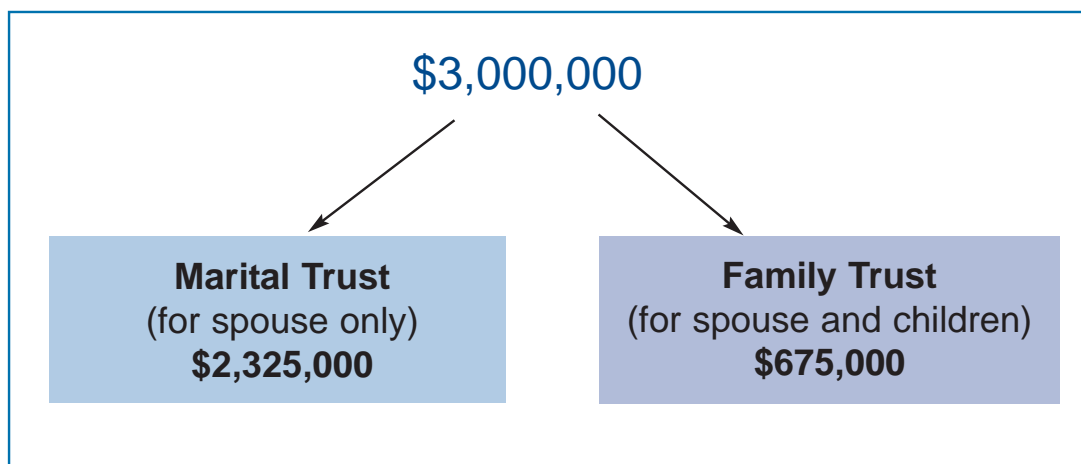 $3,000,000
Marital Trust
(for spouse only)
$2,325,000
Family Trust
(for spouse and children)
$675,000